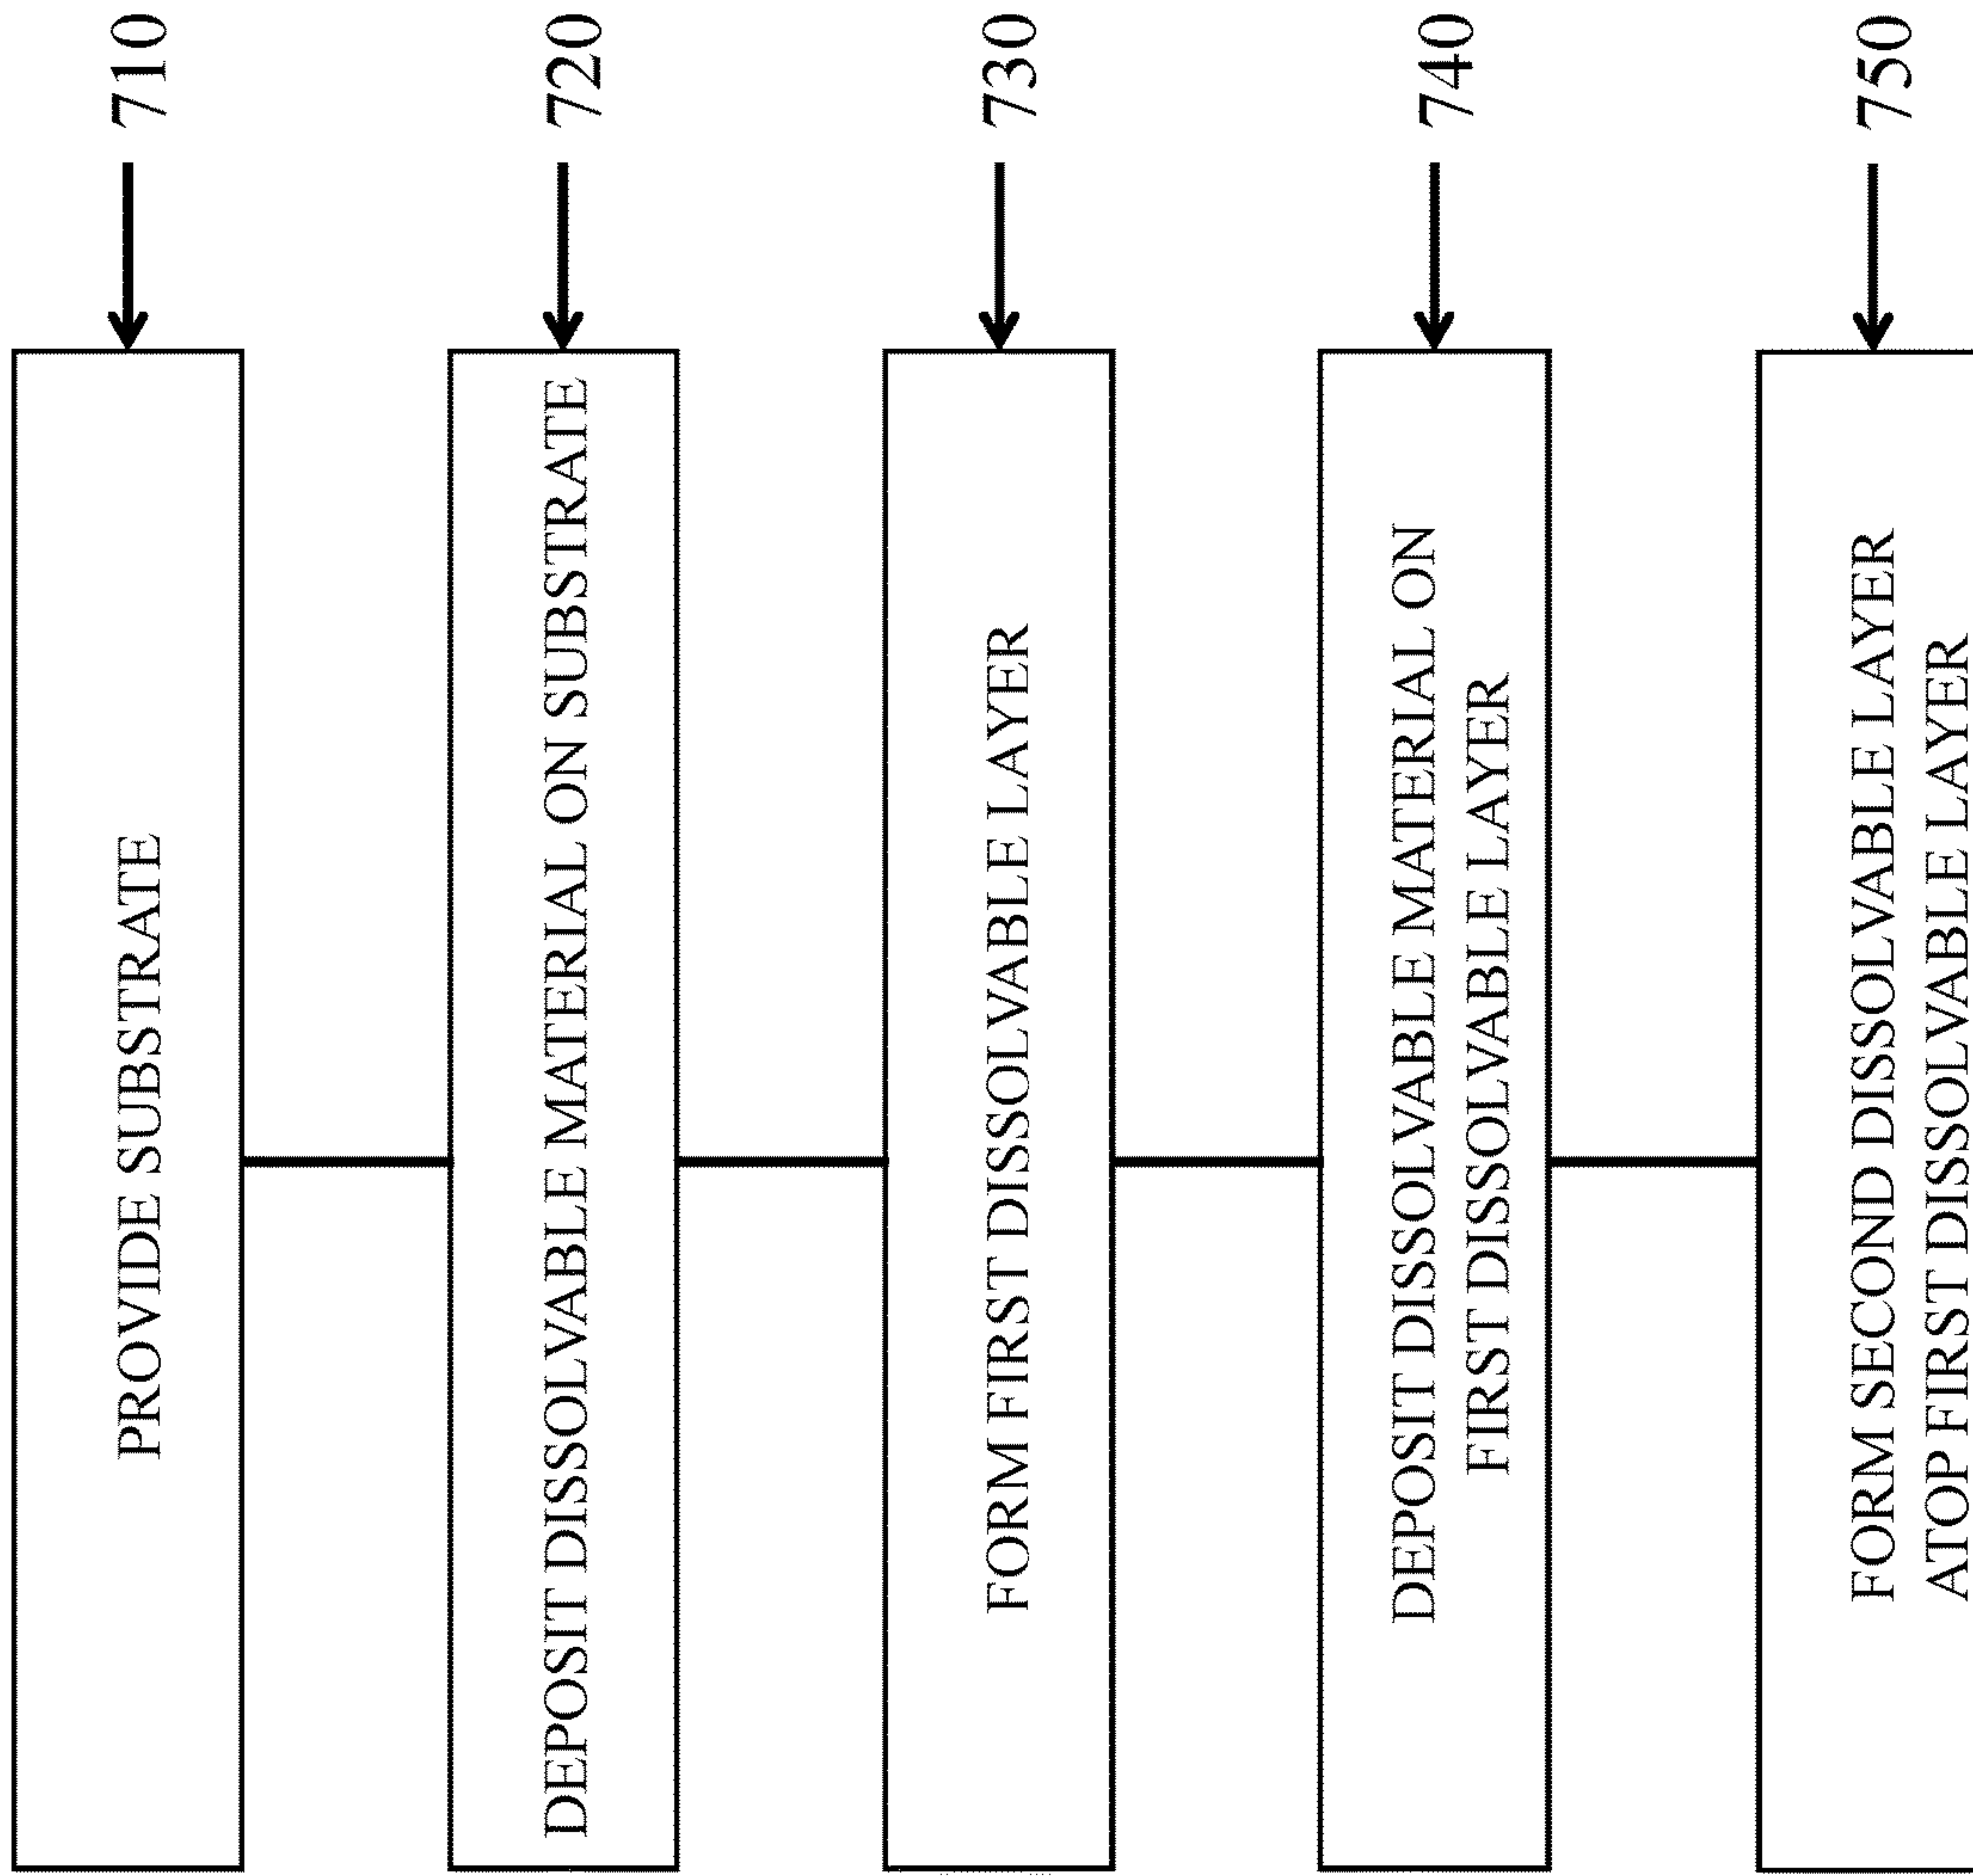 710
PROVIDE SUBSTRATE
720
DEPOSIT DISSOLVABLE MATERIAL ON SUBSTRATE
730
FORM FIRST DISSOLVABLE LAYER
740
DEPOSIT DISSOLVABLE MATERIAL ON
FIRST DISSOLVABLE LAYER
750
FORM SECOND DISSOLVABLE LAYER
ATOP FIRST DISSOLVABLE LAYER